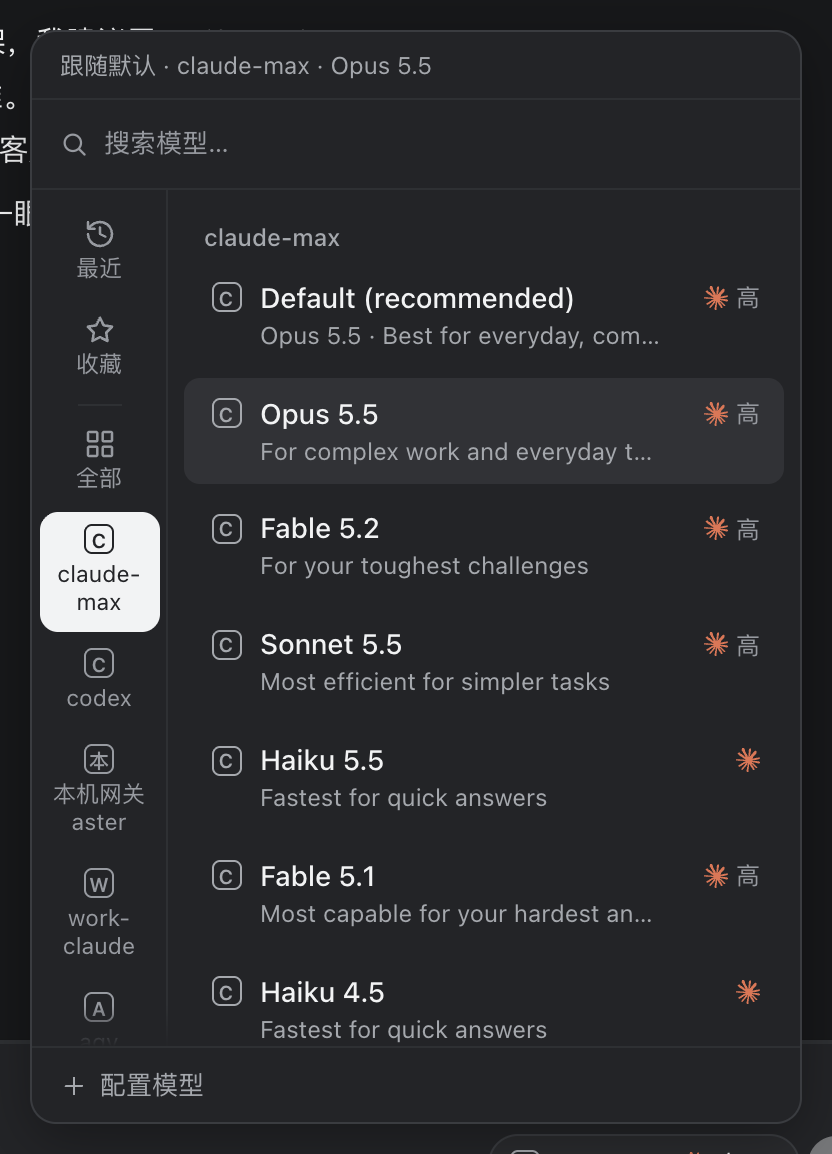 跟随默认 · claude-max · Opus 5.5
搜索模型...
最近
收藏
全部
C
claude-
max
C
codex
本
本机网关
aster
W
work-
claude
A
agy
claude-max
C Default (recommended) 高
Opus 5.5 · Best for everyday, com...
C Opus 5.5 高
For complex work and everyday t...
C Fable 5.2 高
For your toughest challenges
C Sonnet 5.5 高
Most efficient for simpler tasks
C Haiku 5.5
Fastest for quick answers
C Fable 5.1 高
Most capable for your hardest an...
C Haiku 4.5
Fastest for quick answers
+ 配置模型
客
一眼